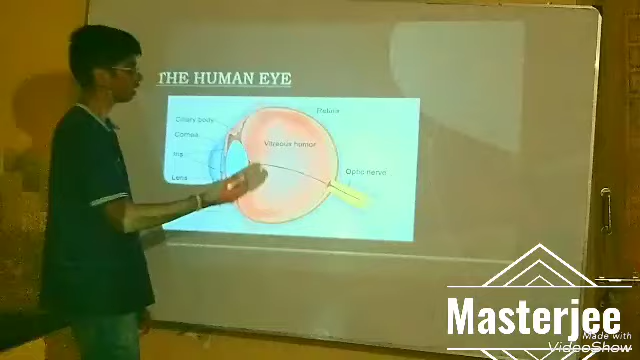 THE HUMAN EYE
Ciliary body
Cornea
Iris
Lens
Vitreous humor
Retina
Optic nerve
Masterjee
Made with
VideoShow